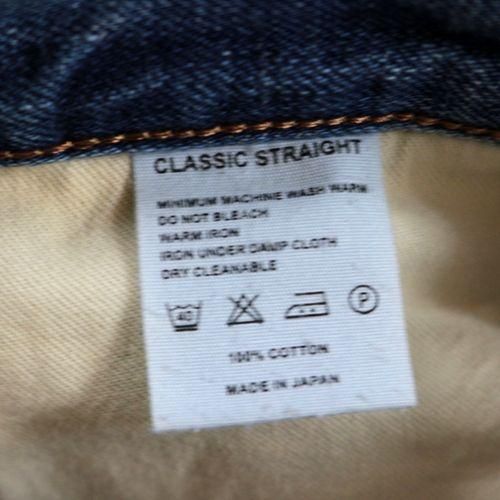 CLASSIC STRAIGHT
MINIMUM MACHINE WASH WARM
DO NOT BLEACH
WARM IRON
IRON UNDER DAMP CLOTH
DRY CLEANABLE
40 P
100% COTTON
MADE IN JAPAN